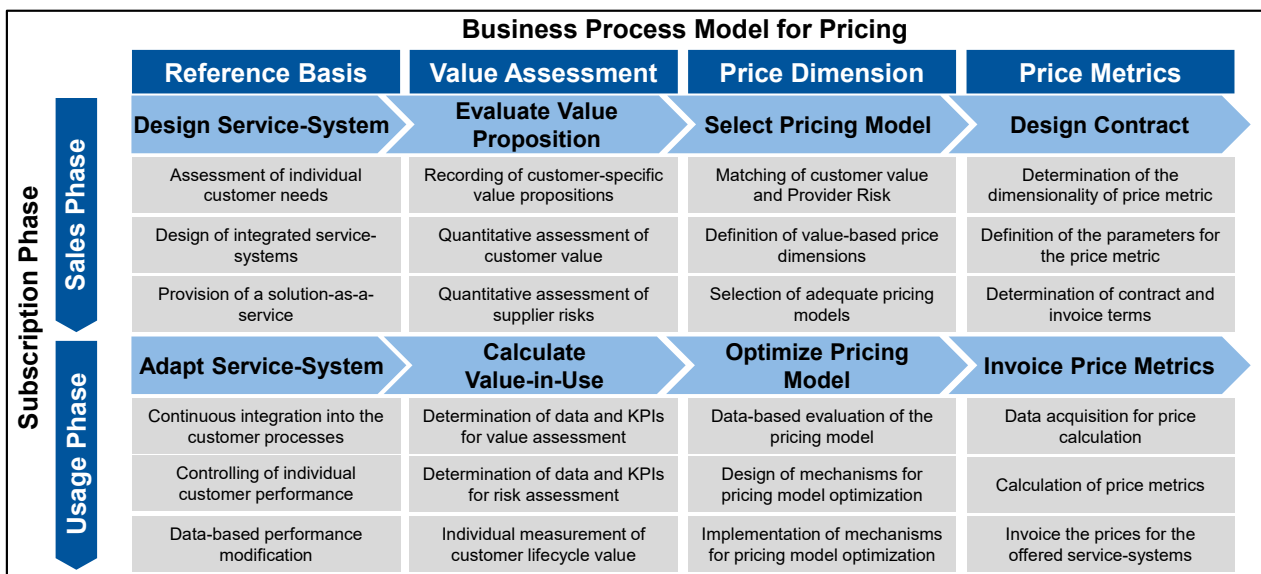 Business Process Model for Pricing
Reference Basis
Value Assessment
Price Dimension
Price Metrics
Subscription Phase
Sales Phase
Design Service-System
Evaluate Value
Proposition
Select Pricing Model
Design Contract
Assessment of individual
customer needs
Recording of customer-specific
value propositions
Matching of customer value
and Provider Risk
Determination of the
dimensionality of price metric
Design of integrated service-
systems
Quantitative assessment of
customer value
Definition of value-based price
dimensions
Definition of the parameters for
the price metric
Provision of a solution-as-a-
service
Quantitative assessment of
supplier risks
Selection of adequate pricing
models
Determination of contract and
invoice terms
Usage Phase
Adapt Service-System
Calculate
Value-in-Use
Optimize Pricing
Model
Invoice Price Metrics
Continuous integration into the
customer processes
Determination of data and KPIs
for value assessment
Data-based evaluation of the
pricing model
Data acquisition for price
calculation
Controlling of individual
customer performance
Determination of data and KPIs
for risk assessment
Design of mechanisms for
pricing model optimization
Calculation of price metrics
Data-based performance
modification
Individual measurement of
customer lifecycle value
Implementation of mechanisms
for pricing model optimization
Invoice the prices for the
offered service-systems